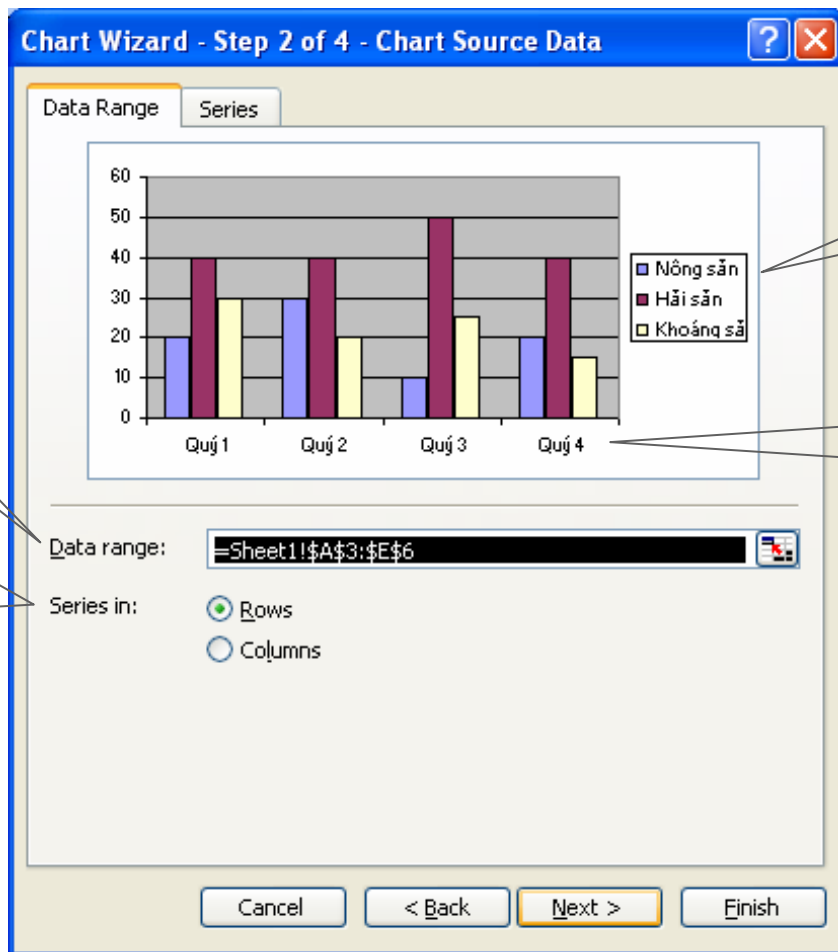 Chart Wizard - Step 2 of 4 - Chart Source Data
Data Range
Series
60
50
40
30
20
10
0
Nông sản
Hải sản
Khoáng sả
Quý 1
Quý 2
Quý 3
Quý 4
Data range:
=Sheet1!$A$3:$E$6
Series in:
Rows
Columns
Cancel
< Back
Next >
Finish